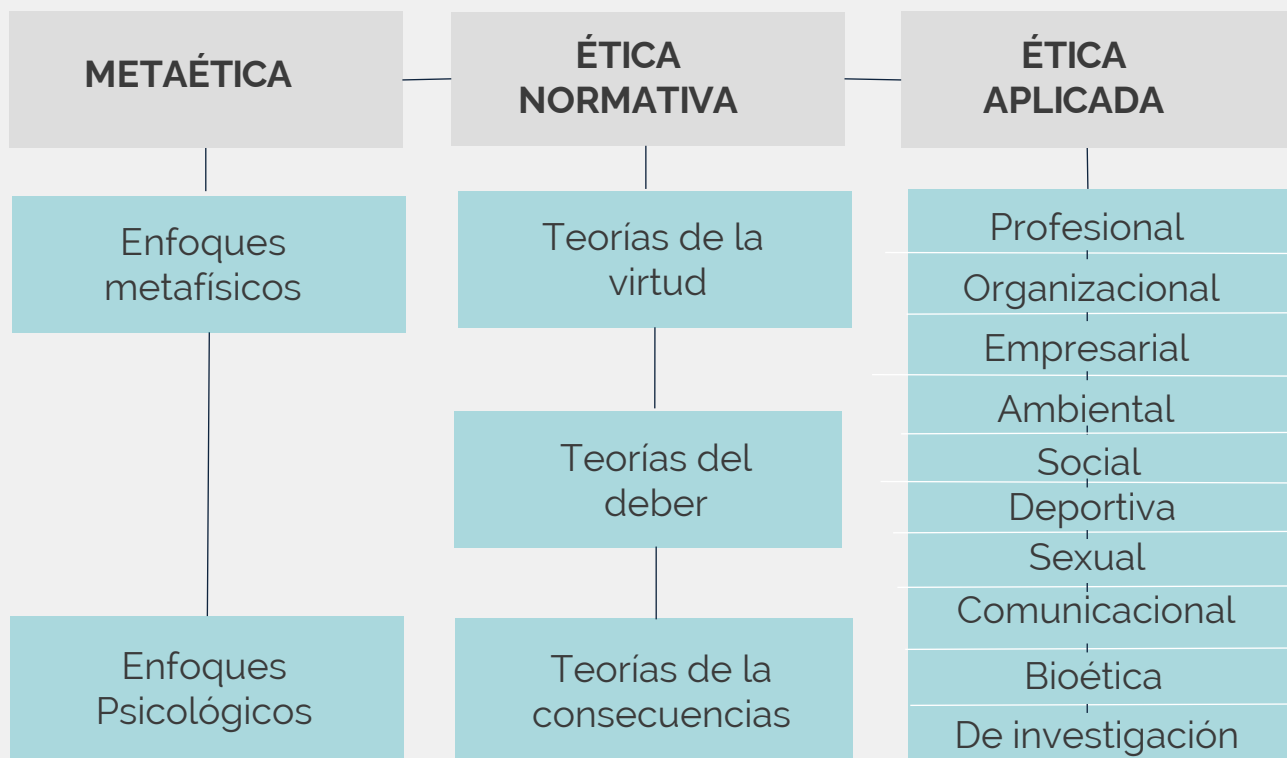 METAÉTICA
Enfoques
metafísicos
Enfoques
Psicológicos
ÉTICA
NORMATIVA
Teorías de la
virtud
Teorías del
deber
Teorías de la
consecuencias
ÉTICA
APLICADA
Profesional
Organizacional
Empresarial
Ambiental
Social
Deportiva
Sexual
Comunicacional
Bioética
De investigación